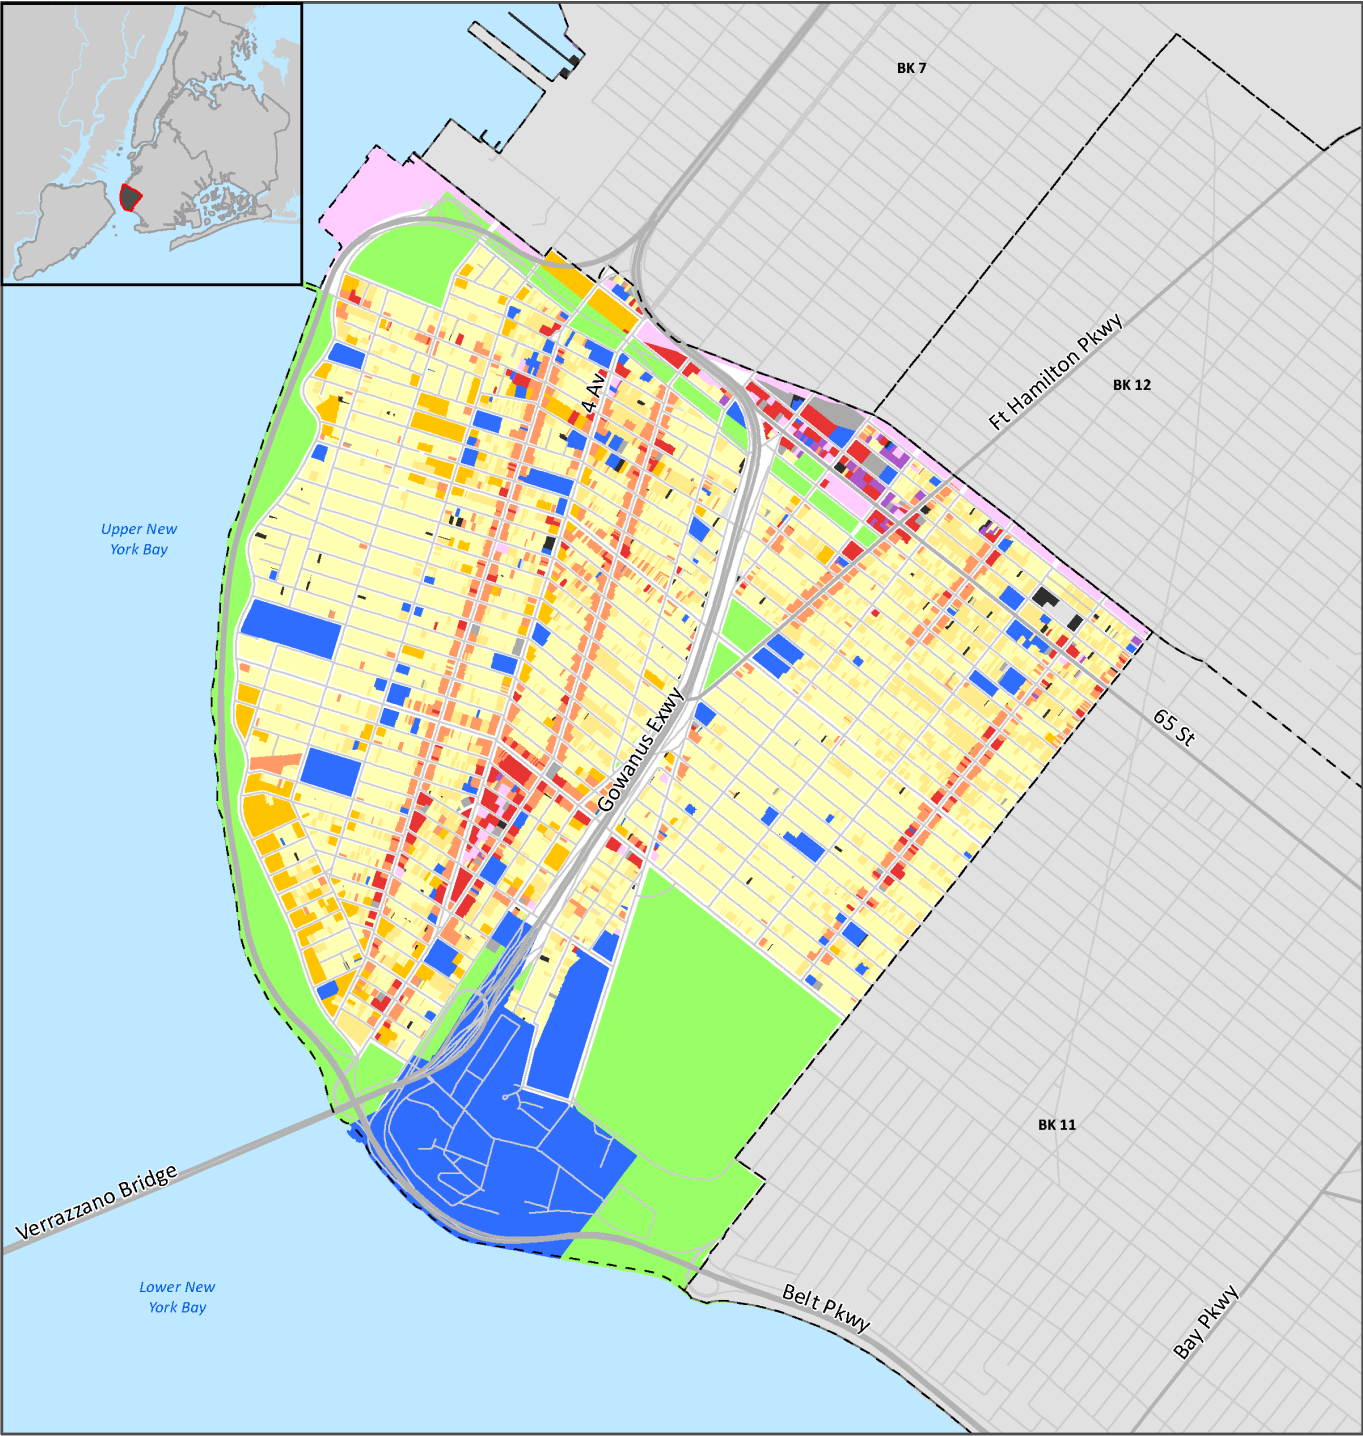 BK 7
Ft Hamilton Pkwy
BK 12
4 Av
Upper New
York Bay
Gowanus Exwy
65 St
BK 11
Verrazzano Bridge
Lower New
York Bay
Belt Pkwy
Bay Pkwy